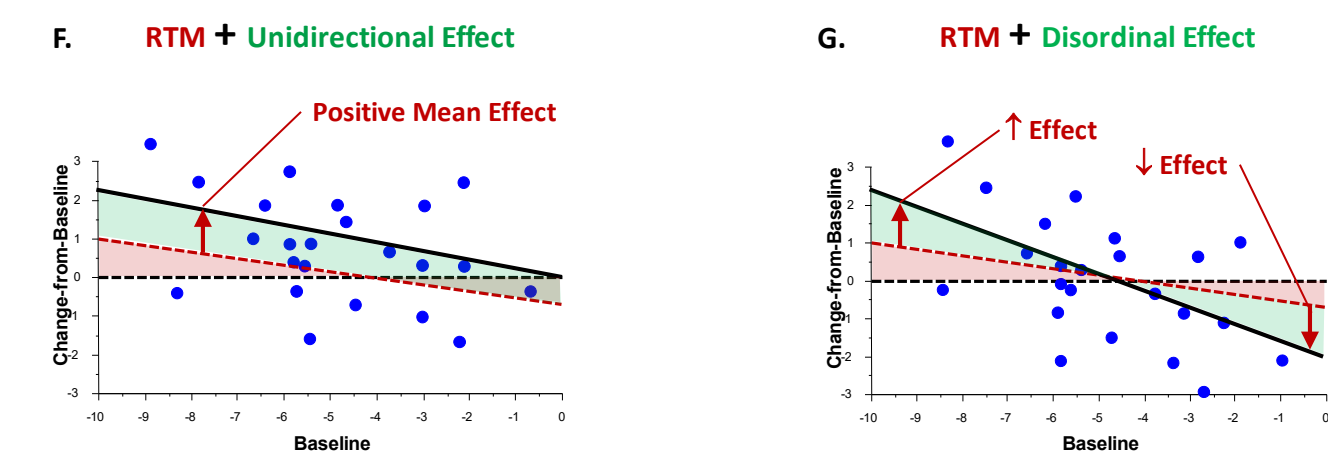 F. RTM + Unidirectional Effect
Positive Mean Effect
Change-from-Baseline
3
2
1
0
-1
-2
-3
-10 -9 -8 -7 -6 -5 -4 -3 -2 -1 0
Baseline
G. RTM + Disordinal Effect
↑ Effect
↓ Effect
Change-from-Baseline
3
2
1
0
-1
-2
-3
-10 -9 -8 -7 -6 -5 -4 -3 -2 -1 0
Baseline